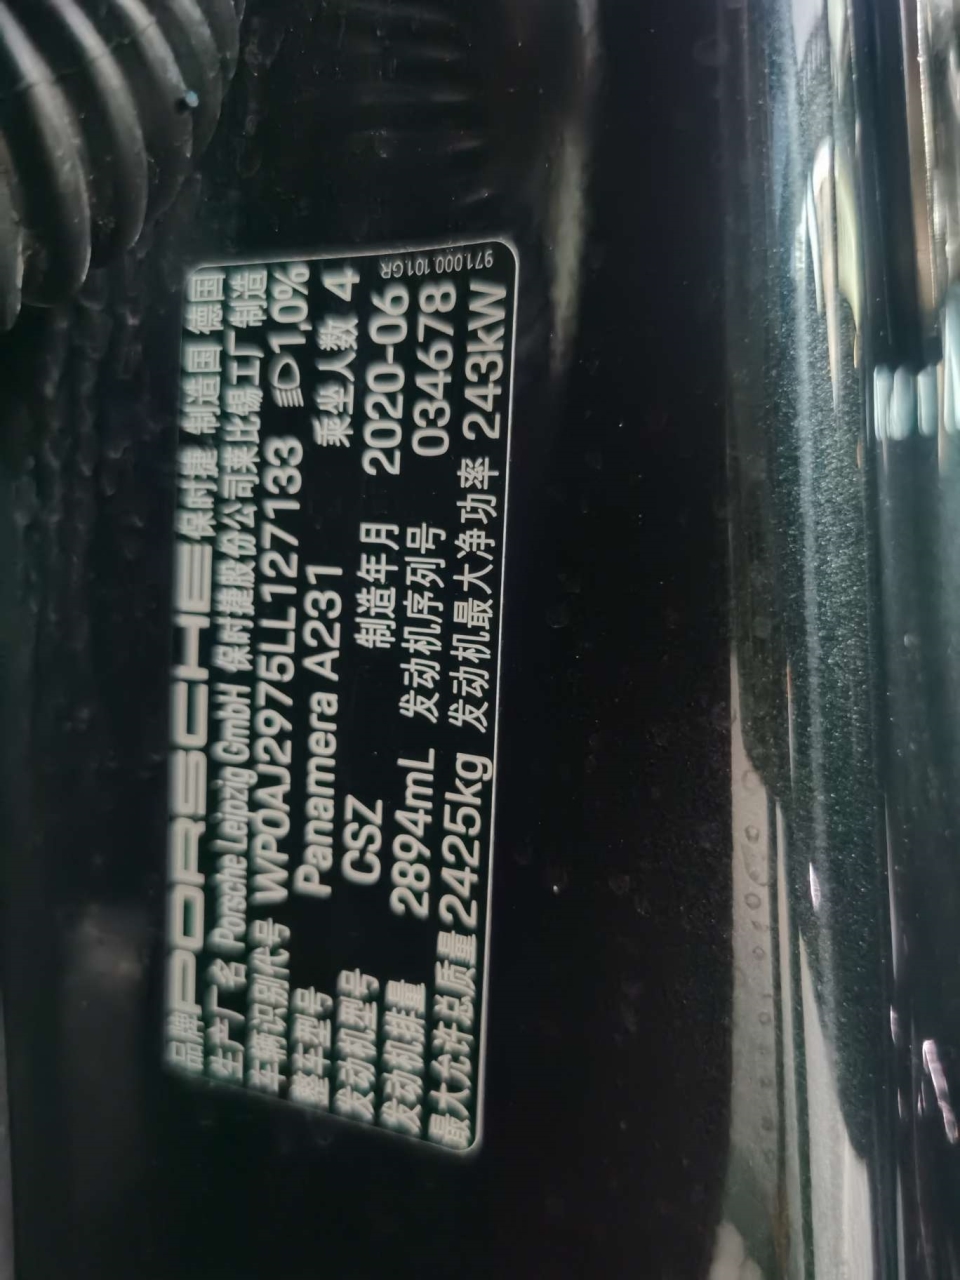 品牌 PORSCHE 保时捷 制造国 德国
生产厂名 Porsche Leipzig GmbH 保时捷股份公司莱比锡工厂制造
车辆识别代号 WP0AJ2975LL127133 1,0%
整车型号 Panamera A231 乘坐人数 4
发动机型号 CSZ 制造年月 2020-06
发动机排量 2894mL 发动机序列号 034678
最大允许总质量 2425kg 发动机最大净功率 243kW
971.000.101.GR